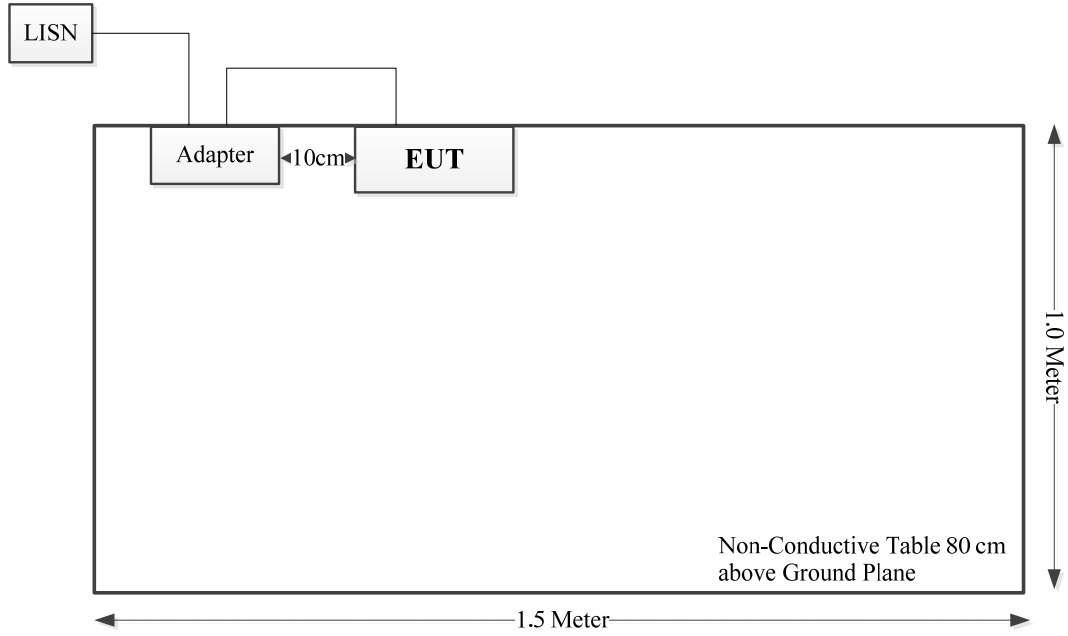 LISN
Adapter
10cm
EUT
1.0 Meter
Non-Conductive Table 80 cm
above Ground Plane
1.5 Meter